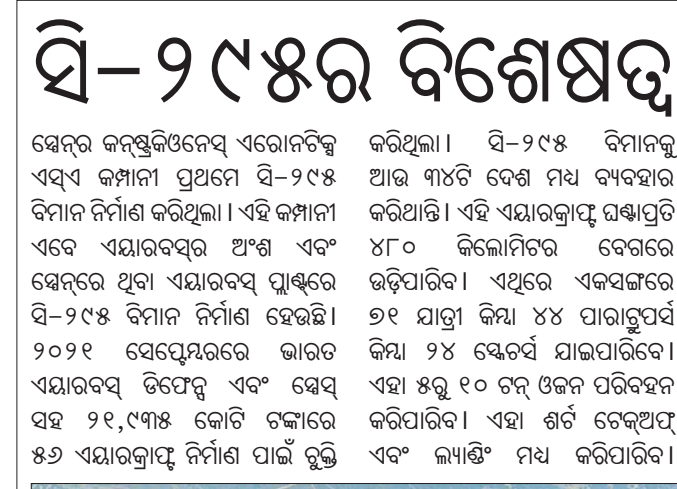 ସି-୨୯୫ର ବିଶେଷତ୍ୱ
ସ୍ପେନ୍‌ର କନ୍‌ଷ୍ଟ୍ରକିଓନେସ୍ ଏରୋନଟିକ୍ସ
ଏସ୍‌ଏ କମ୍ପାନୀ ପ୍ରଥମେ ସି-୨୯୫
ବିମାନ ନିର୍ମାଣ କରିଥିଲା । ଏହି କମ୍ପାନୀ
ଏବେ ଏୟାରବସ୍‌ର ଅଂଶ ଏବଂ
ସ୍ପେନ୍‌ରେ ଥିବା ଏୟାରବସ୍ ପ୍ଲାଣ୍ଟରେ
ସି-୨୯୫ ବିମାନ ନିର୍ମାଣ ହେଉଛି ।
୨୦୨୧ ସେପ୍ଟେମ୍ବରରେ ଭାରତ
ଏୟାରବସ୍ ଡିଫେନ୍ସ ଏବଂ ସ୍ପେସ୍
ସହ ୨୧,୯୩୫ କୋଟି ଟଙ୍କାରେ
୫୬ ଏୟାରକ୍ରାଫ୍ଟ ନିର୍ମାଣ ପାଇଁ ଚୁକ୍ତି
କରିଥିଲା । ସି-୨୯୫ ବିମାନକୁ
ଆଉ ୩୪ଟି ଦେଶ ମଧ୍ୟ ବ୍ୟବହାର
କରିଥାନ୍ତି । ଏହି ଏୟାରକ୍ରାଫ୍ଟ ଘଣ୍ଟାପ୍ରତି
୪୮୦ କିଲୋମିଟର ବେଗରେ
ଉଡ଼ିପାରିବ । ଏଥିରେ ଏକସଙ୍ଗରେ
୭୧ ଯାତ୍ରୀ କିମ୍ବା ୪୪ ପାରାଟ୍ରୁପର୍ସ
କିମ୍ବା ୨୪ ସ୍କେଚର୍ସ ଯାଇପାରିବେ ।
ଏହା ୫ରୁ ୧୦ ଟନ୍ ଓଜନ ପରିବହନ
କରିପାରିବ । ଏହା ଶର୍ଟ ଟେକ୍‌ଅଫ୍
ଏବଂ ଲ୍ୟାଣ୍ଡିଂ ମଧ୍ୟ କରିପାରିବ ।